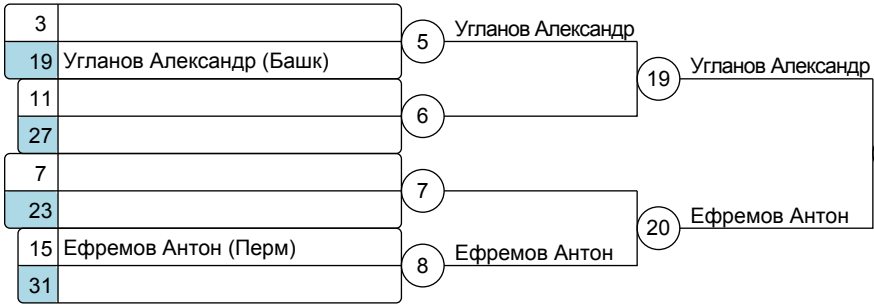 3
19 Угланов Александр (Башк)
5
Угланов Александр
11
27
6
19
Угланов Александр
7
23
7
15 Ефремов Антон (Перм)
31
8
Ефремов Антон
20
Ефремов Антон